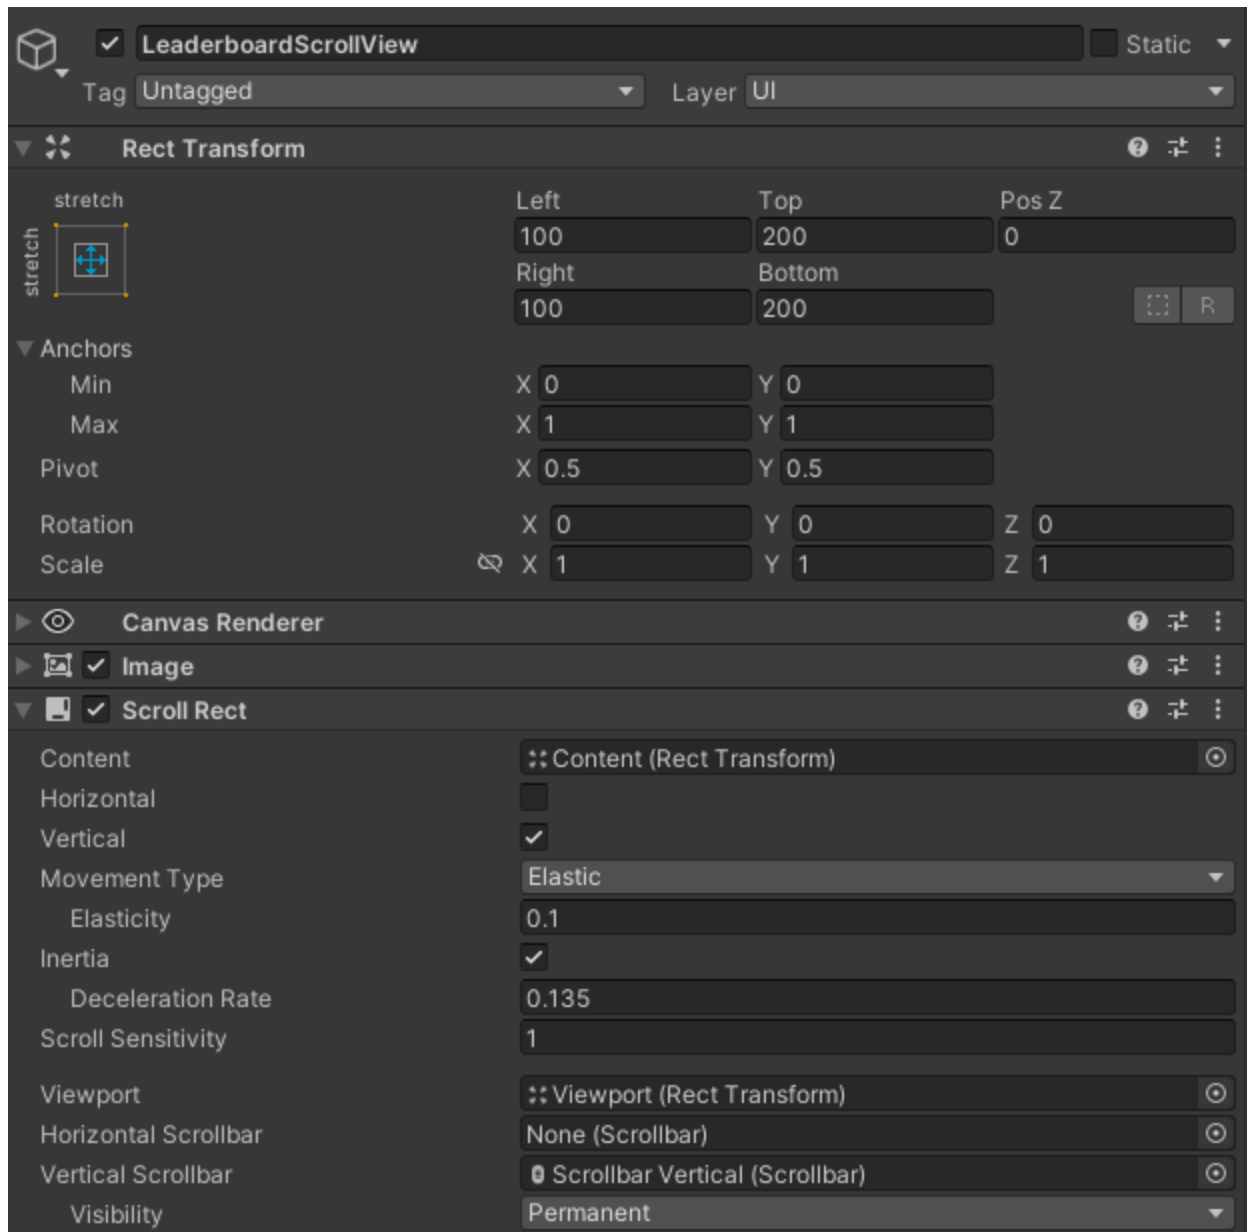 LeaderboardScrollView Static
Tag Untagged Layer UI
Rect Transform
stretch
stretch
Left Top Pos Z
100 200 0
Right Bottom
100 200 R
Anchors
Min X 0 Y 0
Max X 1 Y 1
Pivot X 0.5 Y 0.5
Rotation X 0 Y 0 Z 0
Scale X 1 Y 1 Z 1
Canvas Renderer
Image
Scroll Rect
Content Content (Rect Transform)
Horizontal
Vertical
Movement Type Elastic
Elasticity 0.1
Inertia
Deceleration Rate 0.135
Scroll Sensitivity 1
Viewport Viewport (Rect Transform)
Horizontal Scrollbar None (Scrollbar)
Vertical Scrollbar Scrollbar Vertical (Scrollbar)
Visibility Permanent